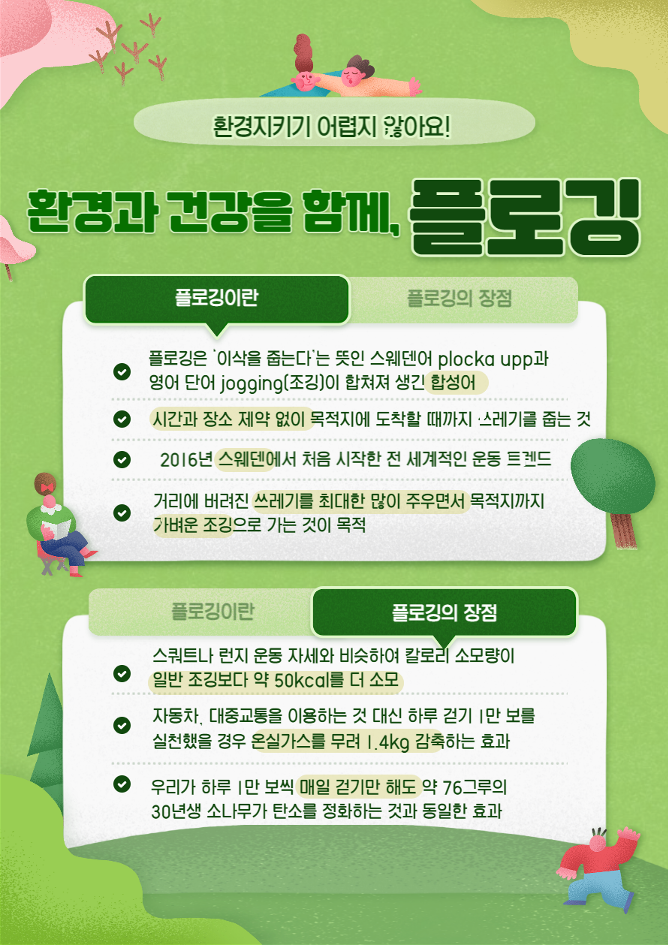 환경지키기 어렵지 않아요!
환경과 건강을 함께, 플로깅
플로깅이란 플로깅의 장점
플로깅은 '이삭을 줍는다'는 뜻인 스웨덴어 plocka upp과
영어 단어 jogging(조깅)이 합쳐져 생긴 합성어
시간과 장소 제약 없이 목적지에 도착할 때까지 쓰레기를 줍는 것
2016년 스웨덴에서 처음 시작한 전 세계적인 운동 트렌드
거리에 버려진 쓰레기를 최대한 많이 주우면서 목적지까지
가벼운 조깅으로 가는 것이 목적
플로깅이란 플로깅의 장점
스쿼트나 런지 운동 자세와 비슷하여 칼로리 소모량이
일반 조깅보다 약 50kcal를 더 소모
자동차, 대중교통을 이용하는 것 대신 하루 걷기 1만 보를
실천했을 경우 온실가스를 무려 1.4kg 감축하는 효과
우리가 하루 1만 보씩 매일 걷기만 해도 약 76그루의
30년생 소나무가 탄소를 정화하는 것과 동일한 효과